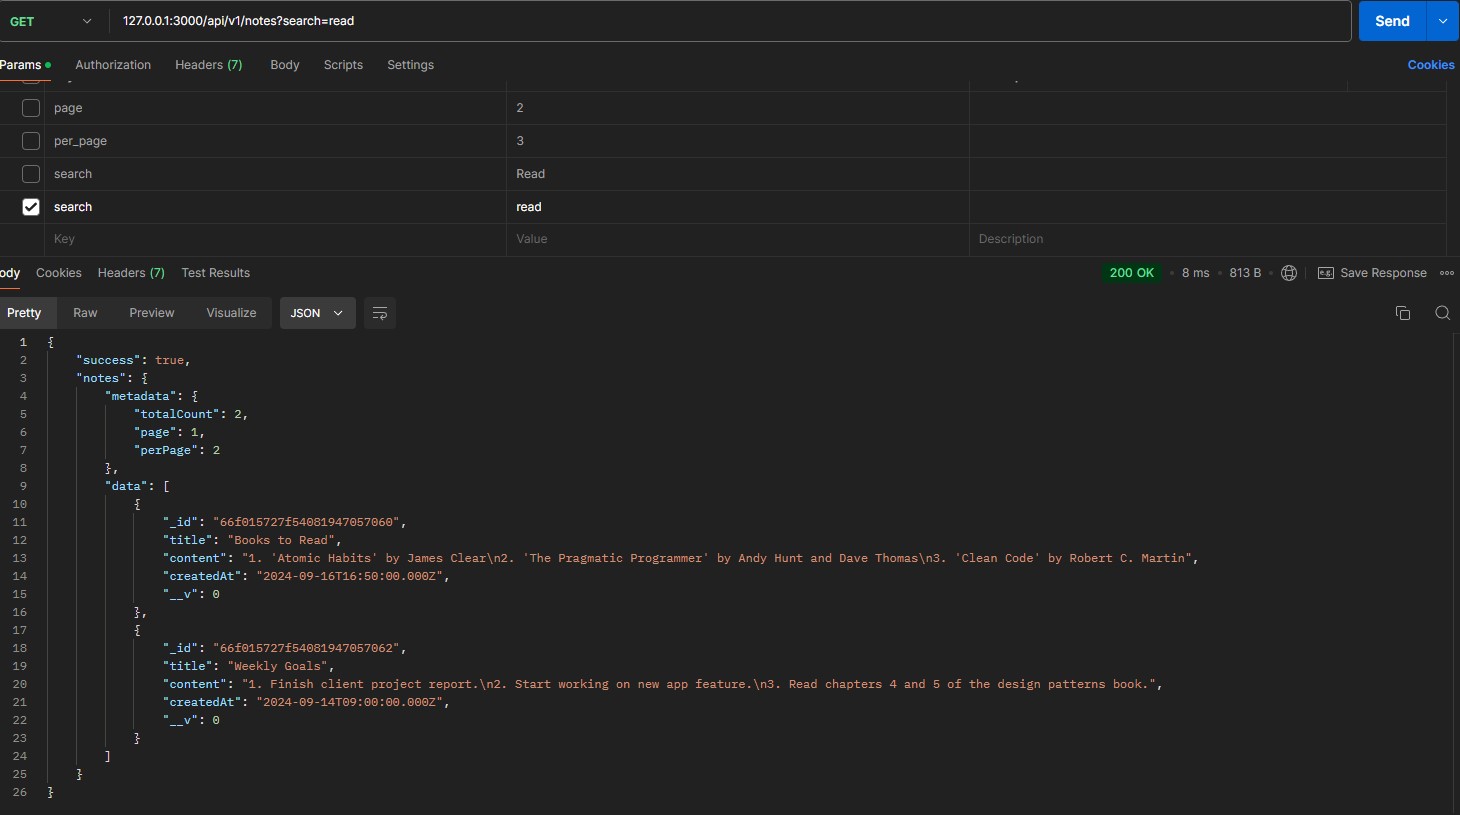 GET 127.0.0.1:3000/api/v1/notes?search=read Send
Params Authorization Headers (7) Body Scripts Settings Cookies
page 2
per_page 3
search Read
search read
Key Value Description
ody Cookies Headers (7) Test Results 200 OK 8 ms 813 B e.g. Save Response
Pretty Raw Preview Visualize JSON
1 {
2 "success": true,
3 "notes": {
4 "metadata": {
5 "totalCount": 2,
6 "page": 1,
7 "perPage": 2
8 },
9 "data": [
10 {
11 "_id": "66f015727f54081947057060",
12 "title": "Books to Read",
13 "content": "1. 'Atomic Habits' by James Clear\n2. 'The Pragmatic Programmer' by Andy Hunt and Dave Thomas\n3. 'Clean Code' by Robert C. Martin",
14 "createdAt": "2024-09-16T16:50:00.000Z",
15 "__v": 0
16 },
17 {
18 "_id": "66f015727f54081947057062",
19 "title": "Weekly Goals",
20 "content": "1. Finish client project report.\n2. Start working on new app feature.\n3. Read chapters 4 and 5 of the design patterns book.",
21 "createdAt": "2024-09-14T09:00:00.000Z",
22 "__v": 0
23 }
24 ]
25 }
26 }